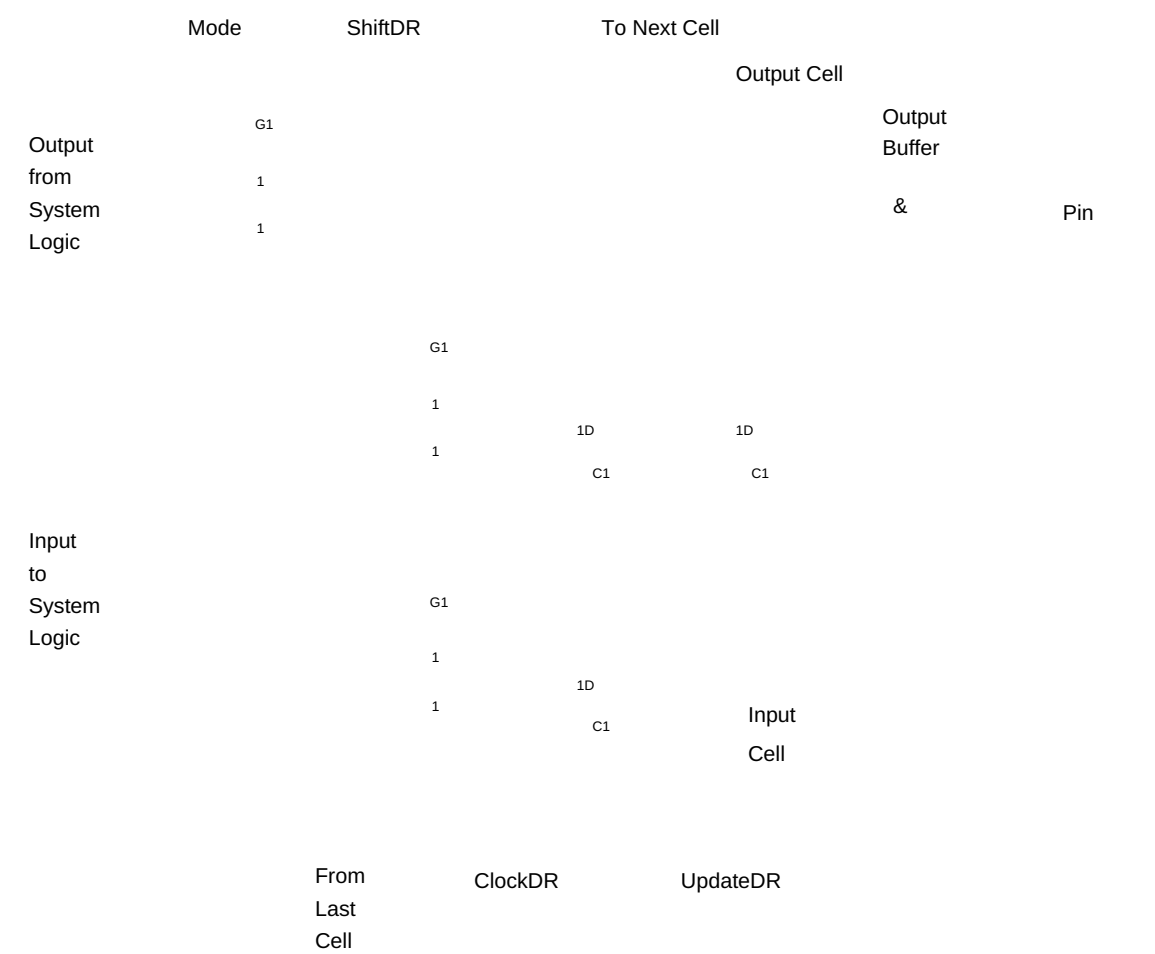 Mode ShiftDR To Next Cell
Output Cell
Output
Buffer
G1
Output
from
System
Logic
1
1
&
Pin
G1
1
1
1D
C1
1D
C1
Input
to
System
Logic
G1
1
1
1D
C1
Input
Cell
From
Last
Cell
ClockDR
UpdateDR